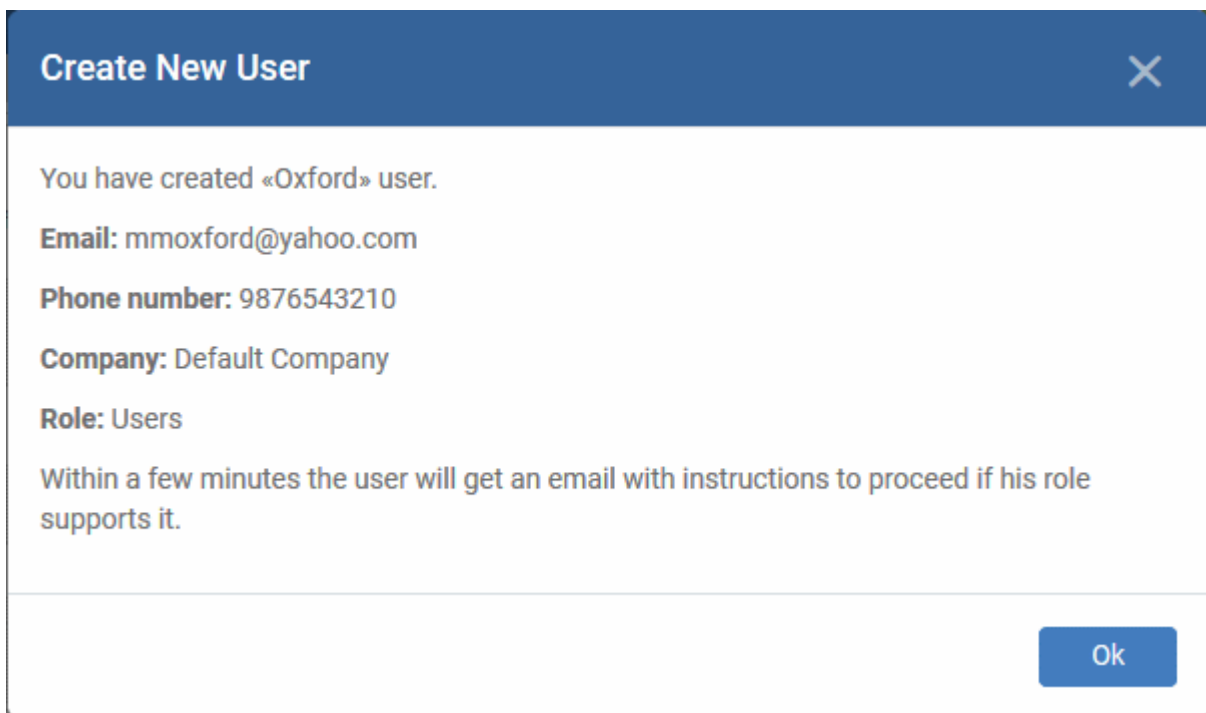 Create New User
You have created «Oxford» user.
Email: mmoxford@yahoo.com
Phone number: 9876543210
Company: Default Company
Role: Users
Within a few minutes the user will get an email with instructions to proceed if his role
supports it.
Ok